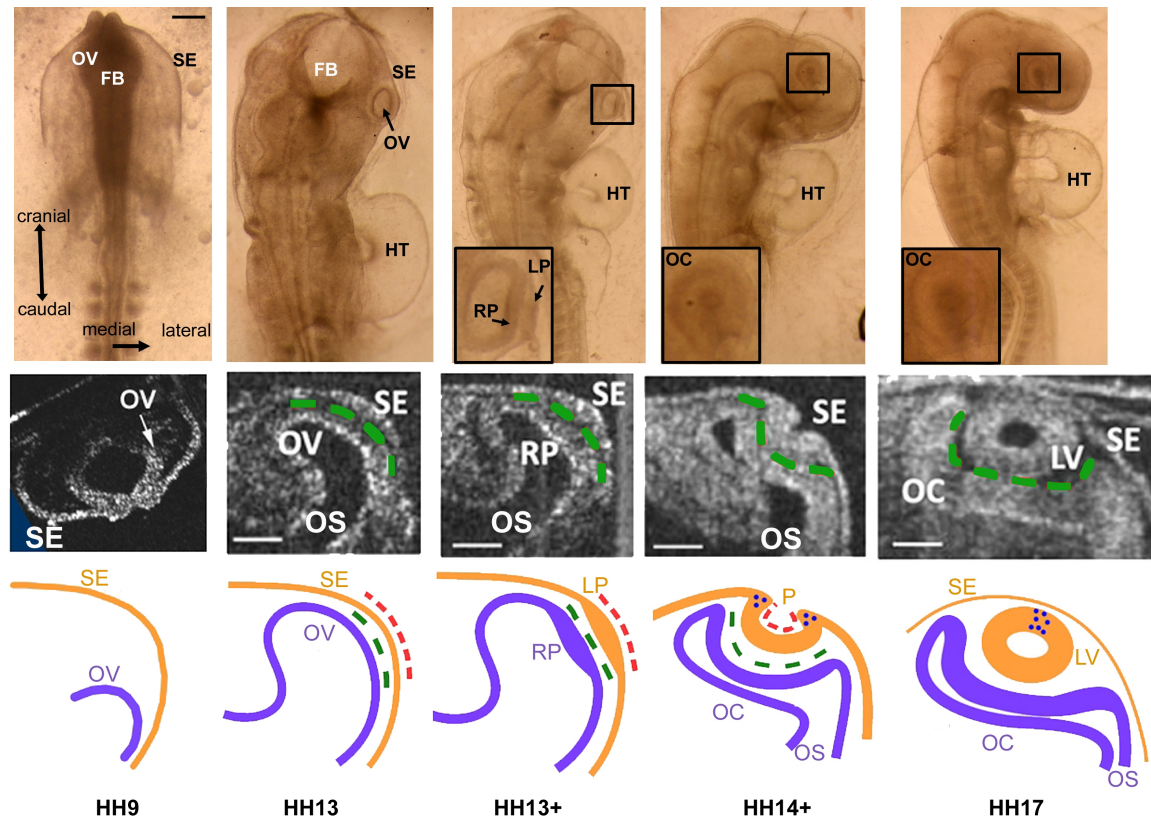 OV
FB
SE
cranial
caudal
medial
lateral
FB
SE
OV
HT
HT
LP
RP
HT
OC
HT
OC
OV
SE
SE
OV
OS
SE
RP
OS
SE
OS
SE
LV
OC
SE
OV
SE
OV
LP
RP
P
OC
OS
SE
LV
OC
OS
HH9
HH13
HH13+
HH14+
HH17